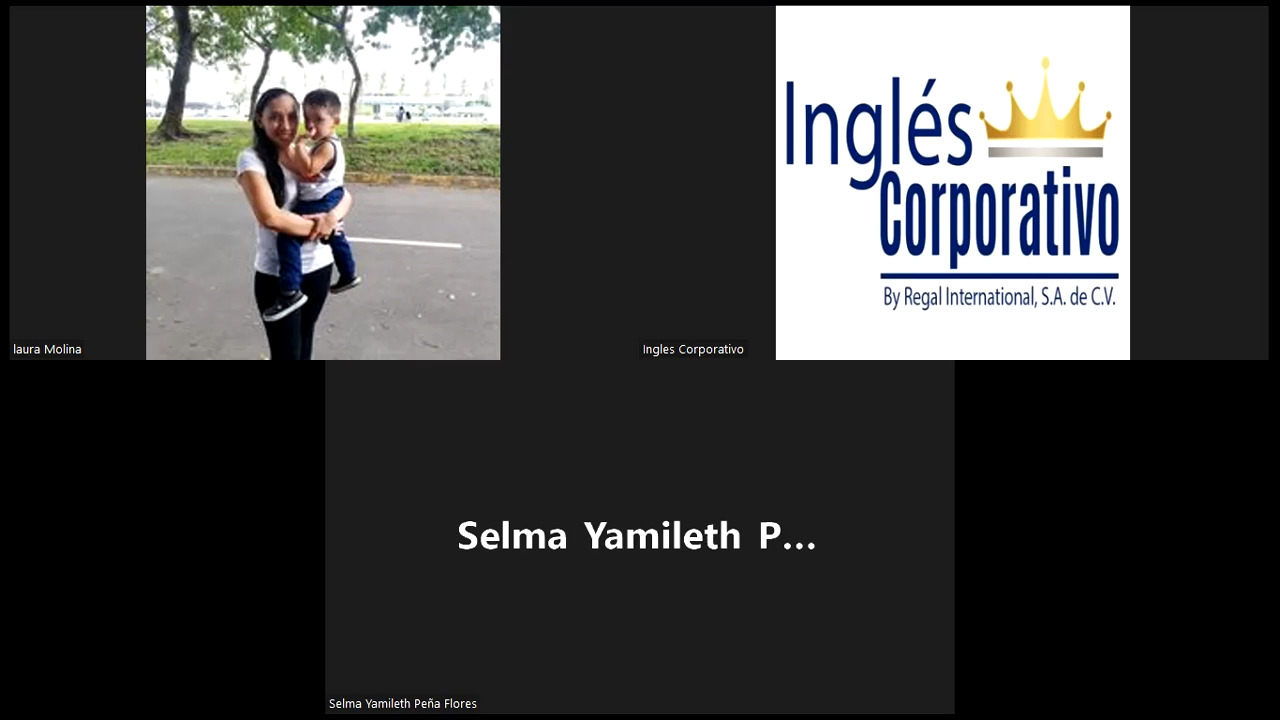 Inglés
Corporativo
By Regal International, S.A. de C.V.
laura Molina
Ingles Corporativo
Selma Yamileth P...
Selma Yamileth Peña Flores